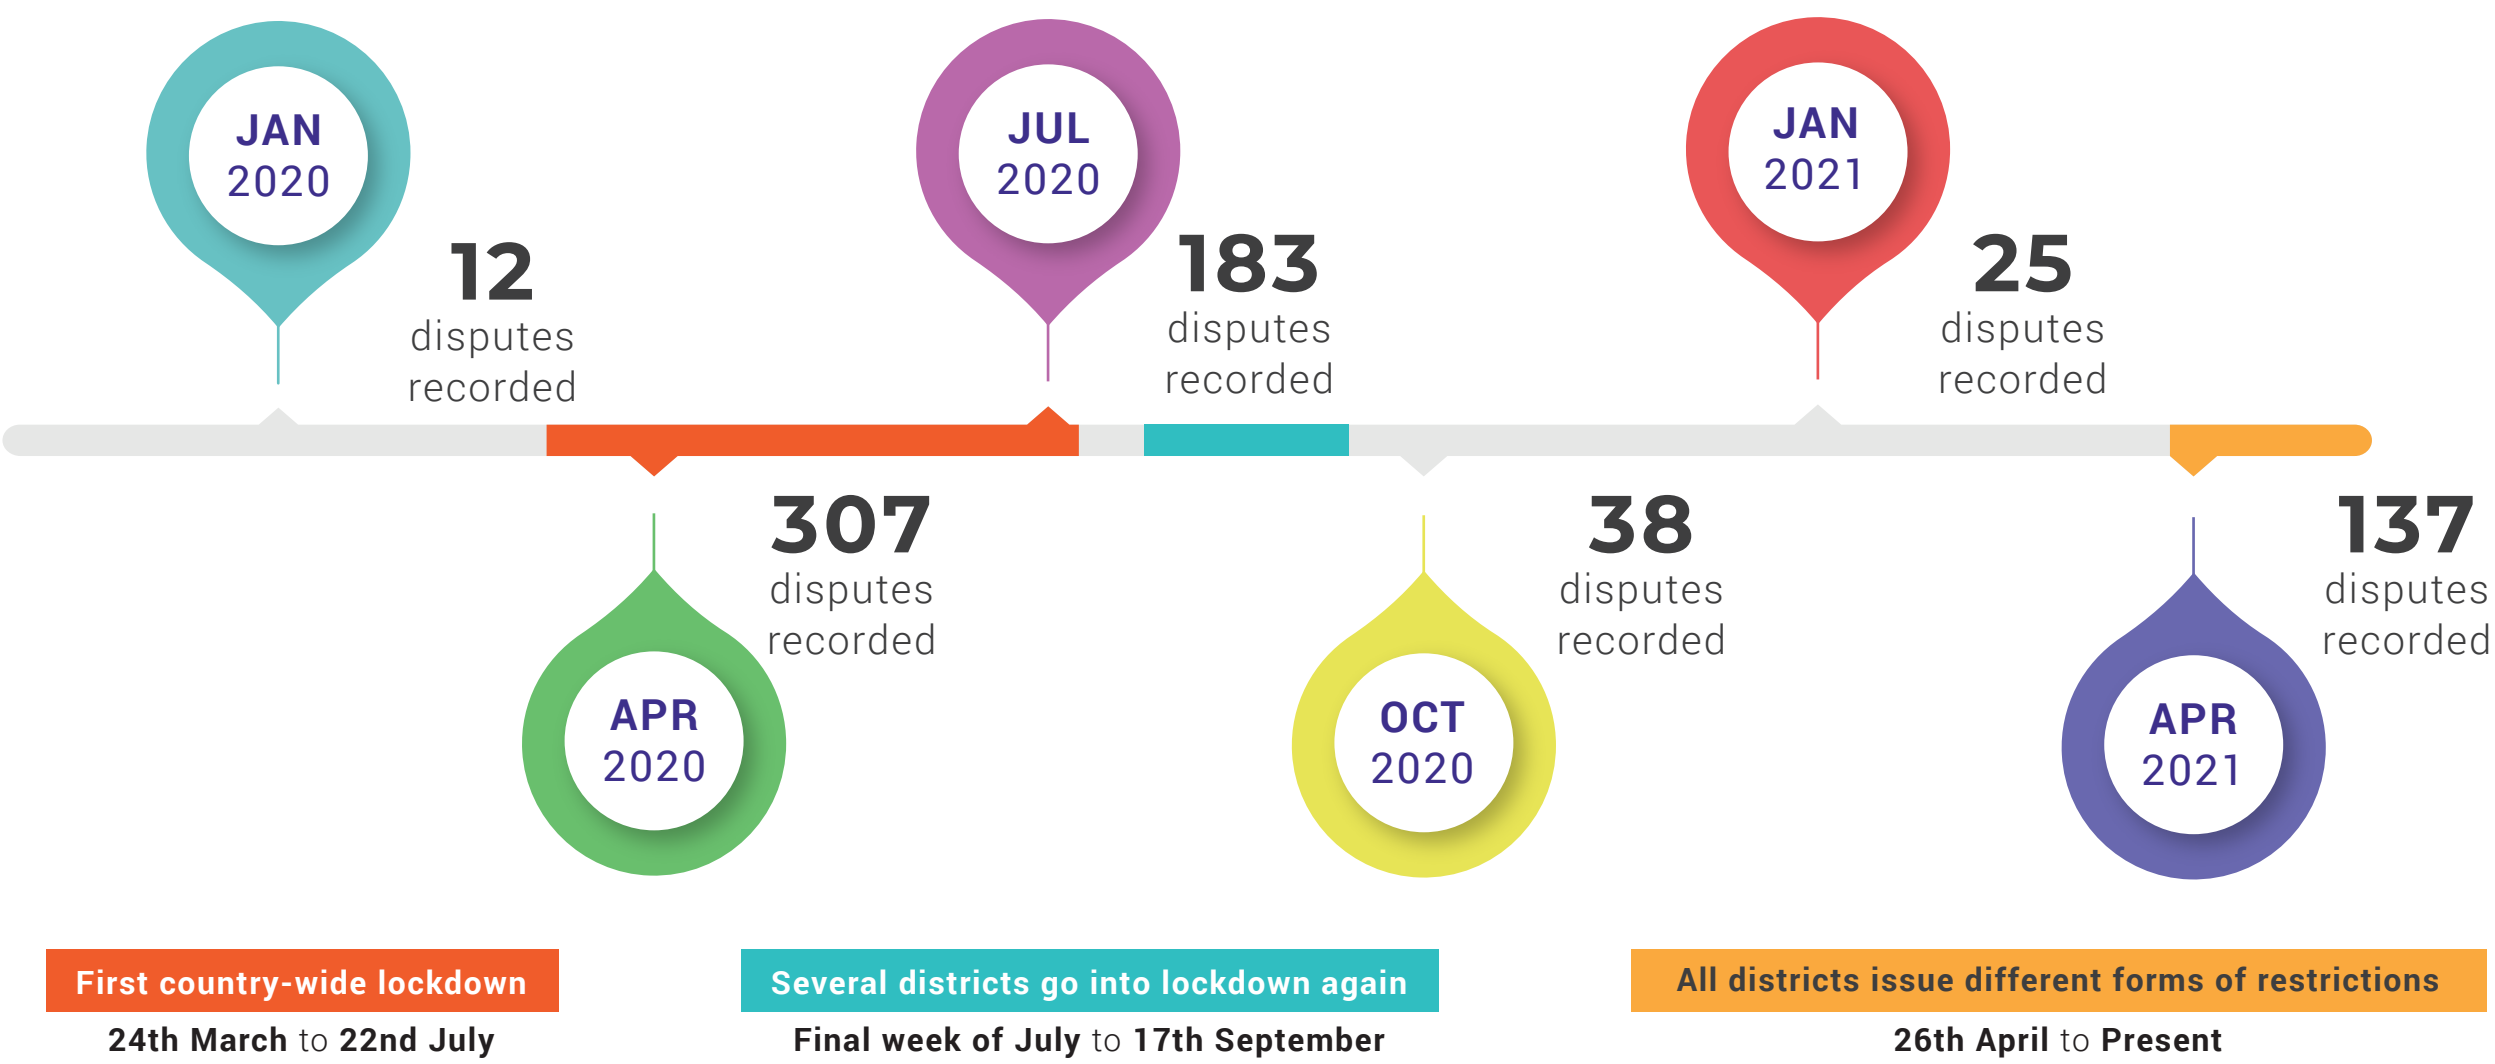 JAN
2020
12
disputes
recorded
JUL
2020
183
disputes
recorded
JAN
2021
25
disputes
recorded
307
disputes
recorded
APR
2020
38
disputes
recorded
OCT
2020
137
disputes
recorded
APR
2021
First country-wide lockdown
24th March to 22nd July
Several districts go into lockdown again
Final week of July to 17th September
All districts issue different forms of restrictions
26th April to Present